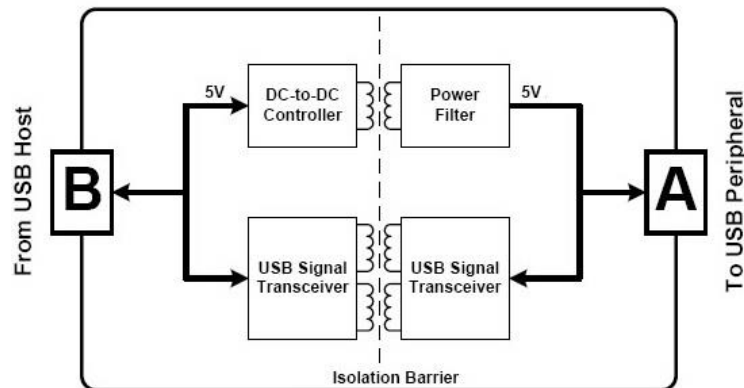 5V
DC-to-DC
Controller
Power
Filter
5V
From USB Host
B
A
To USB Peripheral
USB Signal
Transceiver
USB Signal
Transceiver
Isolation Barrier